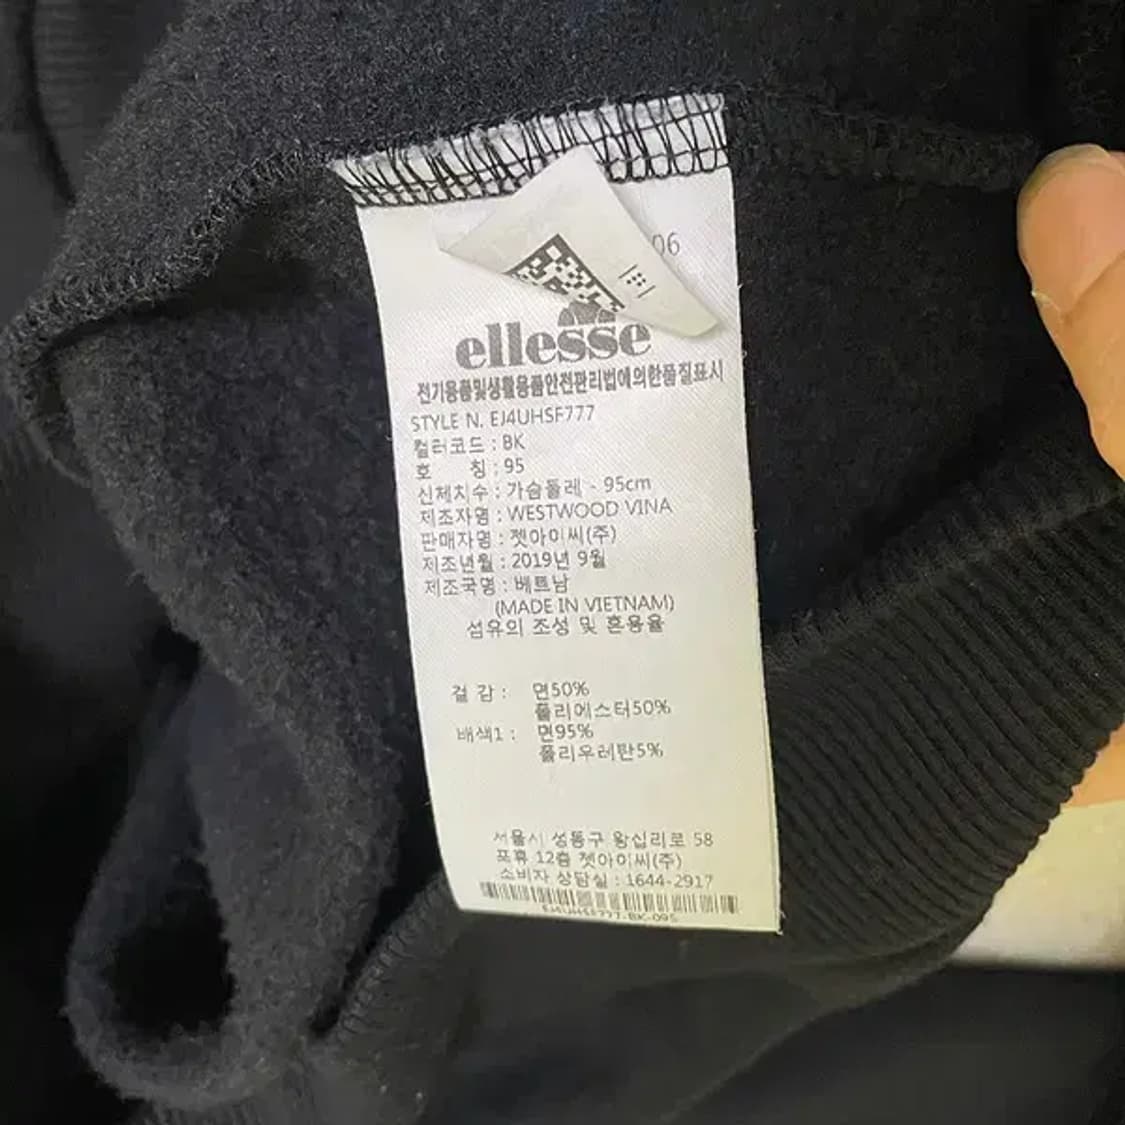 06
ellesse
전기용품및생활용품안전관리법에의한품질표시
STYLE N. EJ4UHSF777
컬러코드 : BK
호 칭 : 95
신체치수 : 가슴둘레 - 95cm
제조자명 : WESTWOOD VINA
판매자명 : 젯아이씨(주)
제조년월 : 2019년 9월
제조국명 : 베트남
(MADE IN VIETNAM)
섬유의 조성 및 혼용율
겉 감 : 면50%
폴리에스터50%
배색1 : 면95%
폴리우레탄5%
서울시 성동구 왕십리로 58
포휴 12층 젯아이씨(주)
소비자 상담실 : 1644-2917
EJ4UHSF777-BK-095